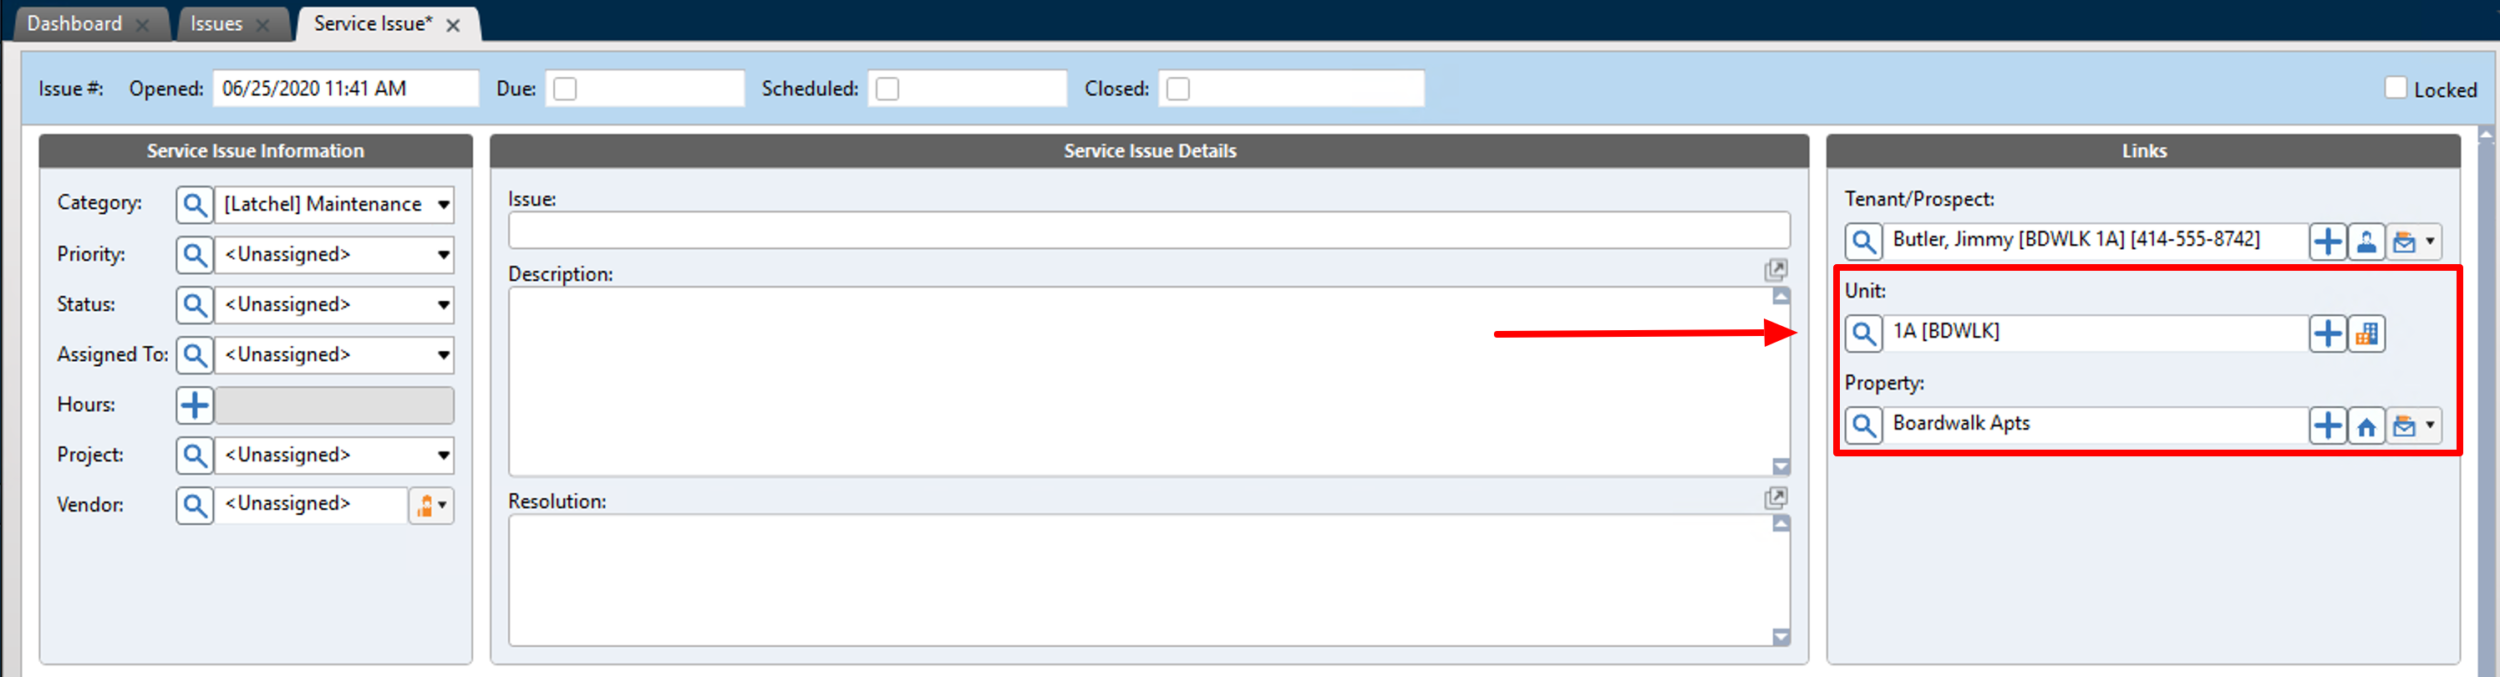 Dashboard Issues Service Issue*
Issue #: Opened: 06/25/2020 11:41 AM Due: Scheduled: Closed: Locked
Service Issue Information
Category: [Latchel] Maintenance
Priority: <Unassigned>
Status: <Unassigned>
Assigned To: <Unassigned>
Hours:
Project: <Unassigned>
Vendor: <Unassigned>
Service Issue Details
Issue:
Description:
Resolution:
Links
Tenant/Prospect:
Butler, Jimmy [BDWLK 1A] [414-555-8742]
Unit:
1A [BDWLK]
Property:
Boardwalk Apts